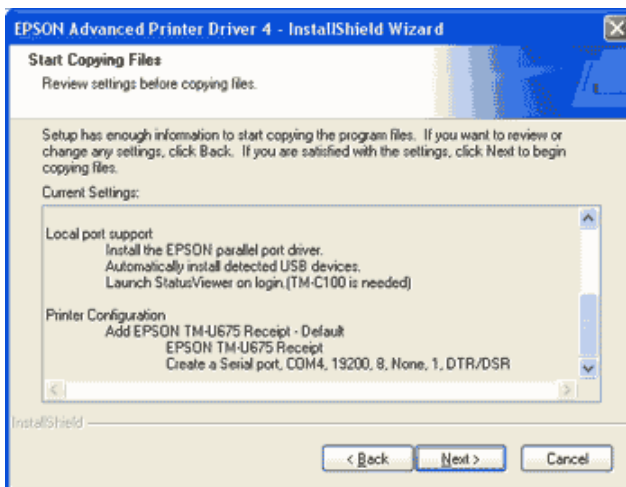 EPSON Advanced Printer Driver 4 - InstallShield Wizard
Start Copying Files
Review settings before copying files.
Setup has enough information to start copying the program files. If you want to review or
change any settings, click Back. If you are satisfied with the settings, click Next to begin
copying files.
Current Settings:
Local port support
Install the EPSON parallel port driver.
Automatically install detected USB devices.
Launch StatusViewer on login.(TM-C100 is needed)
Printer Configuration
Add EPSON TM-U675 Receipt - Default
EPSON TM-U675 Receipt
Create a Serial port, COM4, 19200, 8, None, 1, DTR/DSR
InstallShield
< Back Next > Cancel